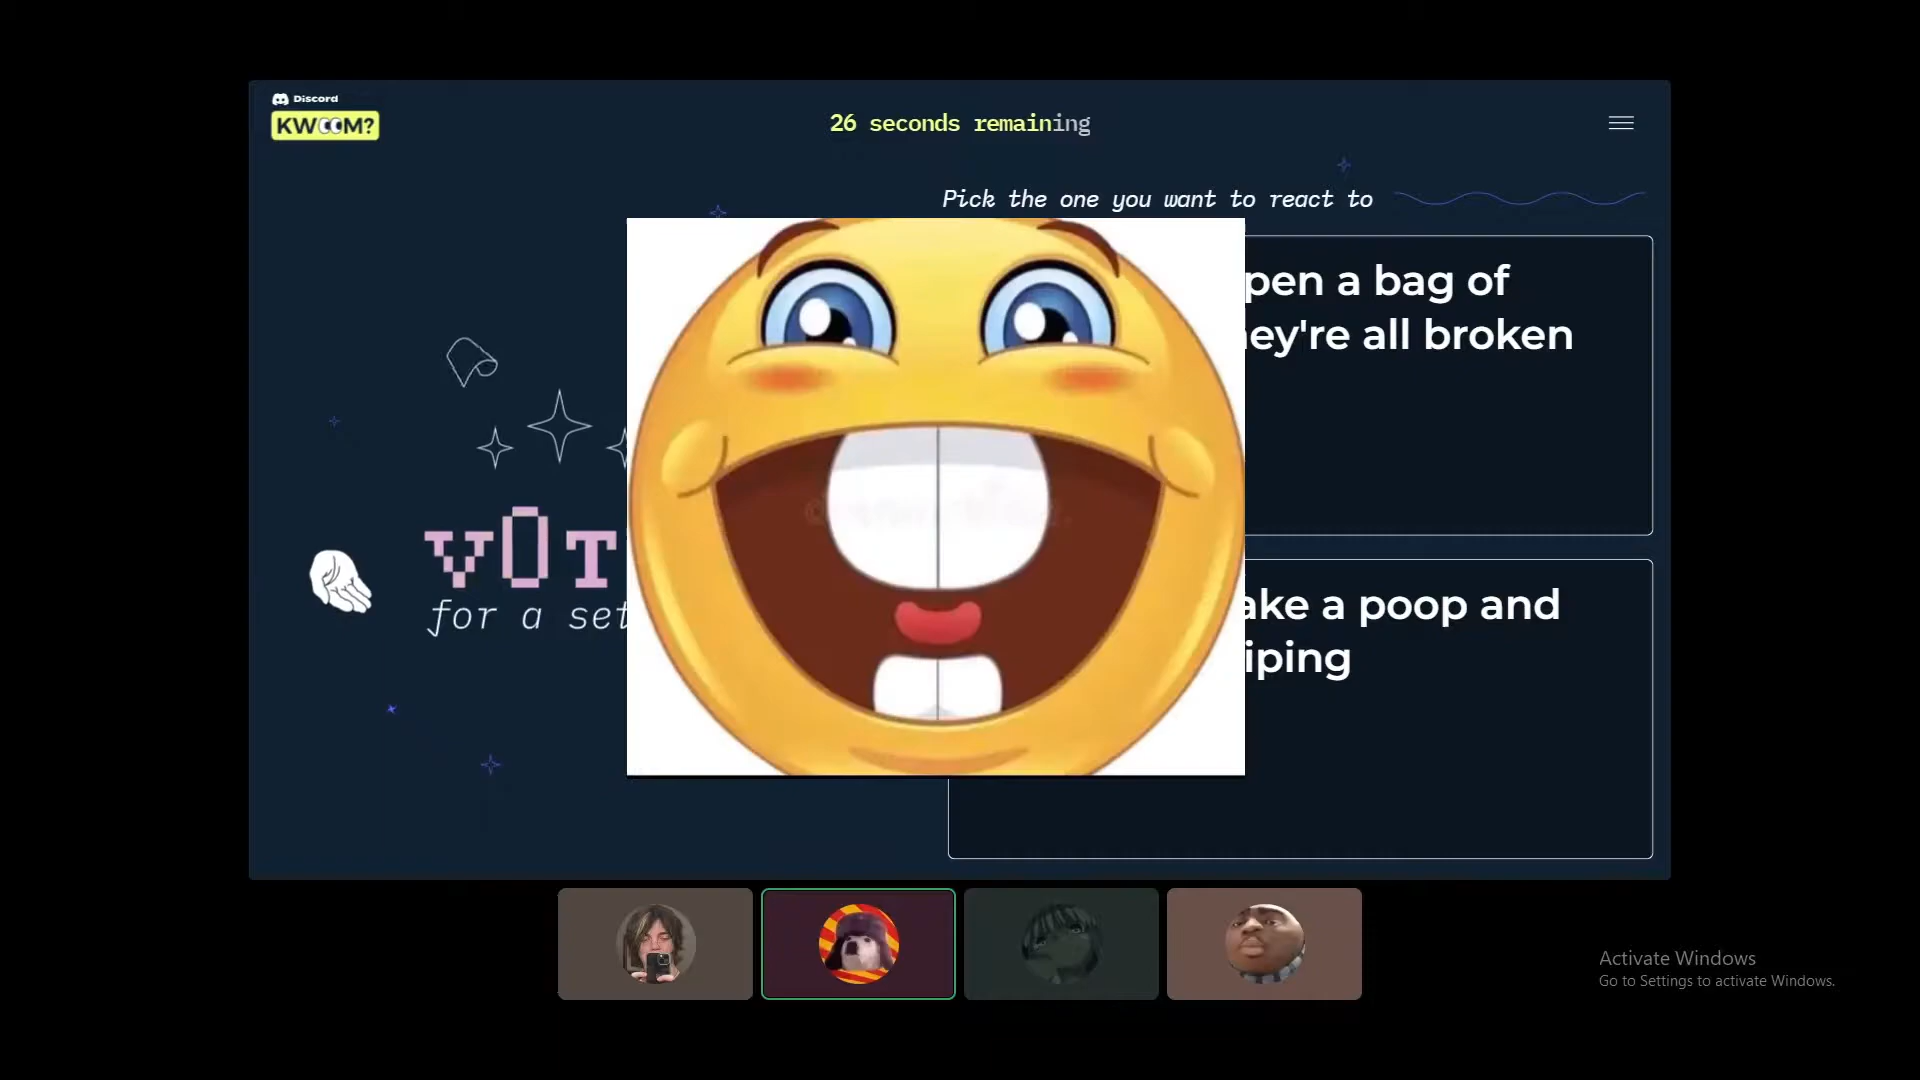 Discord
KWOOM?
26 seconds remaining
Pick the one you want to react to
pen a bag of
ey're all broken
VOT
for a set
ake a poop and
iping
Activate Windows
Go to Settings to activate Windows.